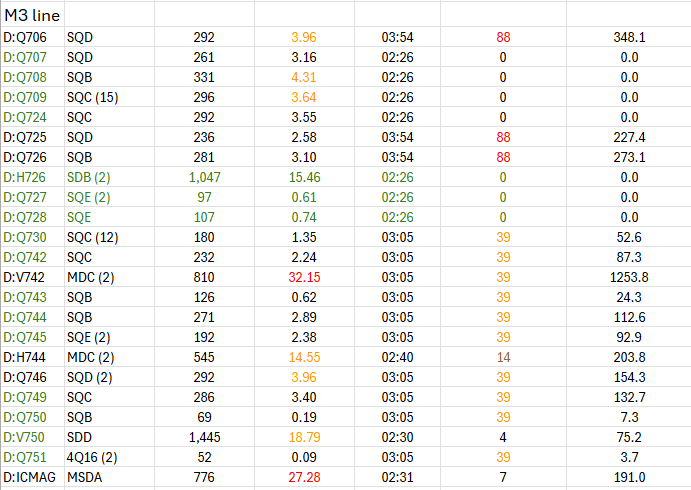 M3 line
D:Q706 SQD 292 3.96 03:54 88 348.1
D:Q707 SQD 261 3.16 02:26 0 0.0
D:Q708 SQB 331 4.31 02:26 0 0.0
D:Q709 SQC (15) 296 3.64 02:26 0 0.0
D:Q724 SQC 292 3.55 02:26 0 0.0
D:Q725 SQD 236 2.58 03:54 88 227.4
D:Q726 SQB 281 3.10 03:54 88 273.1
D:H726 SDB (2) 1,047 15.46 02:26 0 0.0
D:Q727 SQE (2) 97 0.61 02:26 0 0.0
D:Q728 SQE 107 0.74 02:26 0 0.0
D:Q730 SQC (12) 180 1.35 03:05 39 52.6
D:Q742 SQC 232 2.24 03:05 39 87.3
D:V742 MDC (2) 810 32.15 03:05 39 1253.8
D:Q743 SQB 126 0.62 03:05 39 24.3
D:Q744 SQB 271 2.89 03:05 39 112.6
D:Q745 SQE (2) 192 2.38 03:05 39 92.9
D:H744 MDC (2) 545 14.55 02:40 14 203.8
D:Q746 SQD (2) 292 3.96 03:05 39 154.3
D:Q749 SQC 286 3.40 03:05 39 132.7
D:Q750 SQB 69 0.19 03:05 39 7.3
D:V750 SDD 1,445 18.79 02:30 4 75.2
D:Q751 4Q16 (2) 52 0.09 03:05 39 3.7
D:ICMAG MSDA 776 27.28 02:31 7 191.0